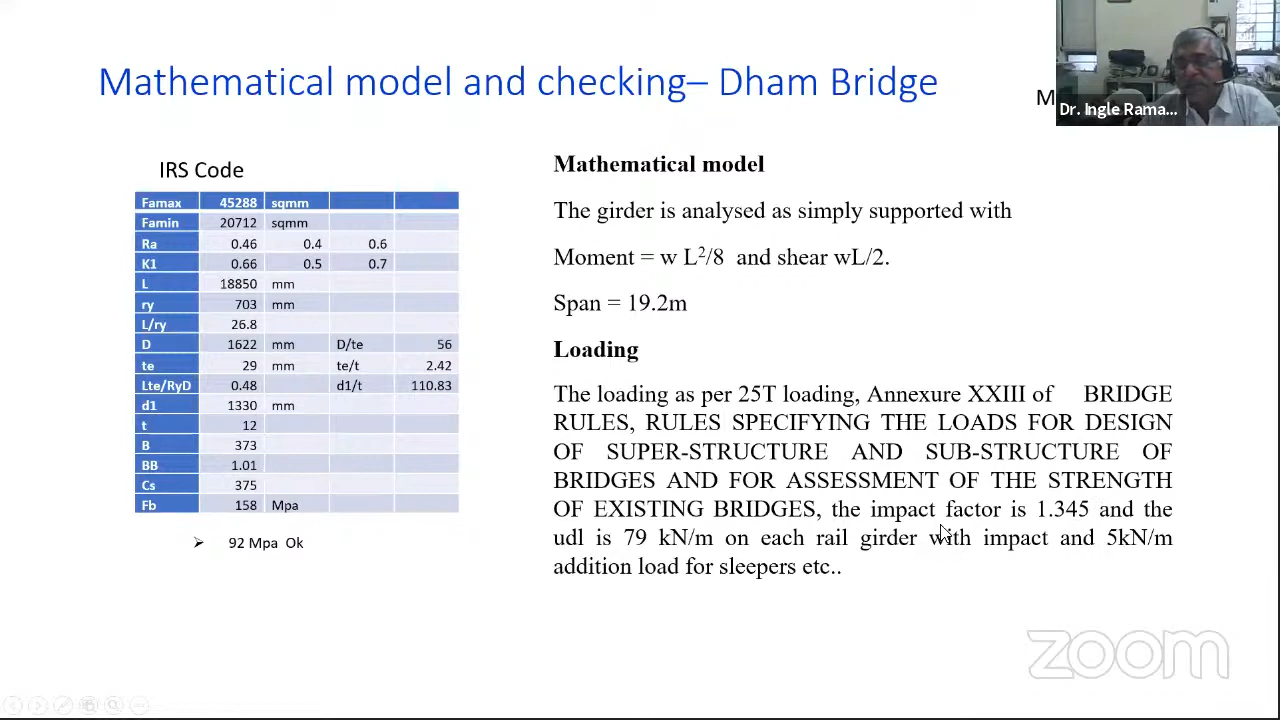 Mathematical model and checking– Dham Bridge
M
Dr. Ingle Rama...
IRS Code
Famax 45288 sqmm
Famin 20712 sqmm
Ra 0.46 0.4 0.6
K1 0.66 0.5 0.7
L 18850 mm
ry 703 mm
L/ry 26.8
D 1622 mm D/te 56
te 29 mm te/t 2.42
Lte/RyD 0.48 d1/t 110.83
d1 1330 mm
t 12
B 373
BB 1.01
Cs 375
Fb 158 Mpa
➢ 92 Mpa Ok
Mathematical model
The girder is analysed as simply supported with
Moment = w L²/8 and shear wL/2.
Span = 19.2m
Loading
The loading as per 25T loading, Annexure XXIII of BRIDGE
RULES, RULES SPECIFYING THE LOADS FOR DESIGN
OF SUPER-STRUCTURE AND SUB-STRUCTURE OF
BRIDGES AND FOR ASSESSMENT OF THE STRENGTH
OF EXISTING BRIDGES, the impact factor is 1.345 and the
udl is 79 kN/m on each rail girder with impact and 5kN/m
addition load for sleepers etc..
zoom